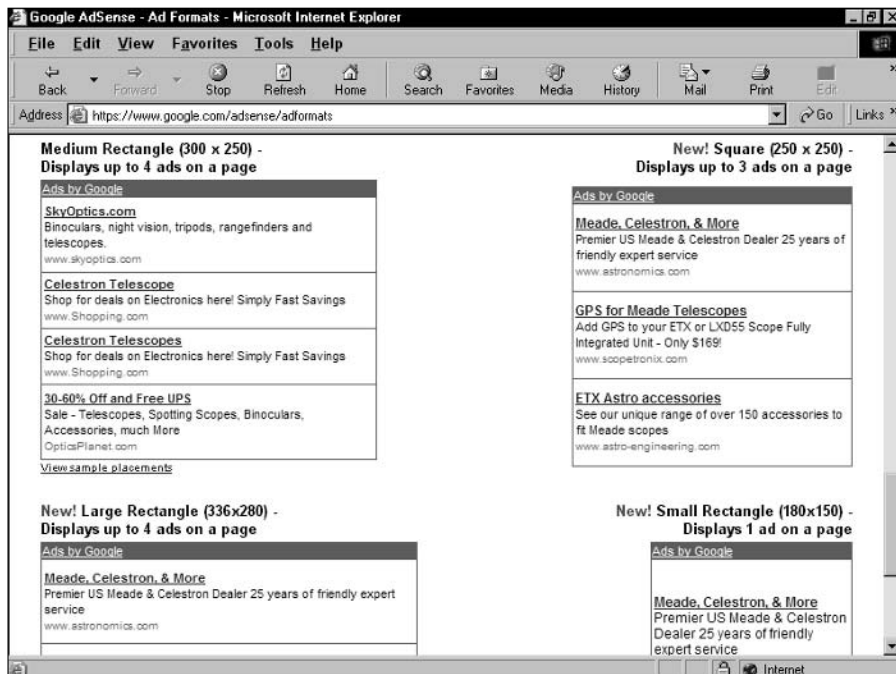 Google AdSense - Ad Formats - Microsoft Internet Explorer
File Edit View Favorites Tools Help
Back Forward Stop Refresh Home Search Favorites Media History Mail Print Edit
Address https://www.google.com/adsense/adformats Go Links
Medium Rectangle (300 x 250) -
Displays up to 4 ads on a page
Ads by Google
SkyOptics.com
Binoculars, night vision, tripods, rangefinders and
telescopes.
www.skyoptics.com
Celestron Telescope
Shop for deals on Electronics here! Simply Fast Savings
www.Shopping.com
Celestron Telescopes
Shop for deals on Electronics here! Simply Fast Savings
www.Shopping.com
30-60% Off and Free UPS
Sale - Telescopes, Spotting Scopes, Binoculars,
Accessories, much More
OpticsPlanet.com
View sample placements
New! Square (250 x 250) -
Displays up to 3 ads on a page
Ads by Google
Meade, Celestron, & More
Premier US Meade & Celestron Dealer 25 years of
friendly expert service
www.astronomics.com
GPS for Meade Telescopes
Add GPS to your ETX or LXD55 Scope Fully
Integrated Unit - Only $169!
www.scopetronix.com
ETX Astro accessories
See our unique range of over 150 accessories to
fit Meade scopes
www.astro-engineering.com
New! Large Rectangle (336x280) -
Displays up to 4 ads on a page
Ads by Google
Meade, Celestron, & More
Premier US Meade & Celestron Dealer 25 years of friendly expert
service
www.astronomics.com
New! Small Rectangle (180x150) -
Displays 1 ad on a page
Ads by Google
Meade, Celestron, & More
Premier US Meade & Celestron
Dealer 25 years of friendly
expert service
Internet